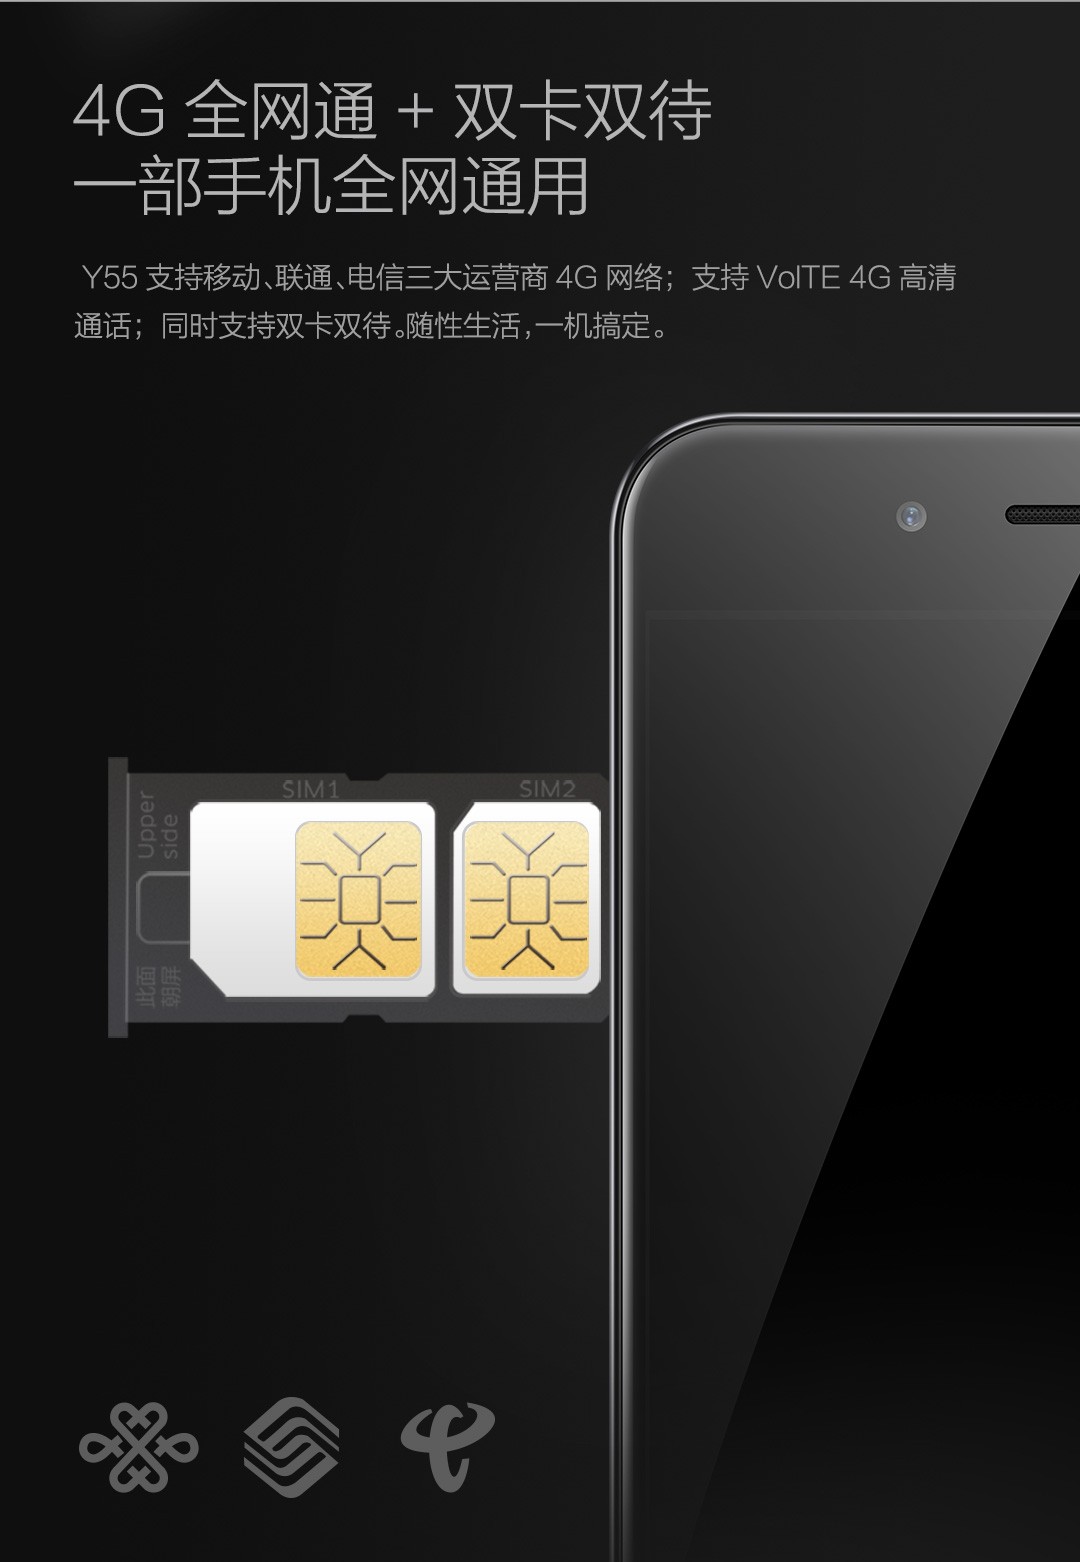 4G 全网通 + 双卡双待
一部手机全网通用
Y55 支持移动、联通、电信三大运营商 4G 网络；支持 VolTE 4G 高清
通话；同时支持双卡双待。随性生活，一机搞定。
SIM1
SIM2
Upper
side
此面
朝屏